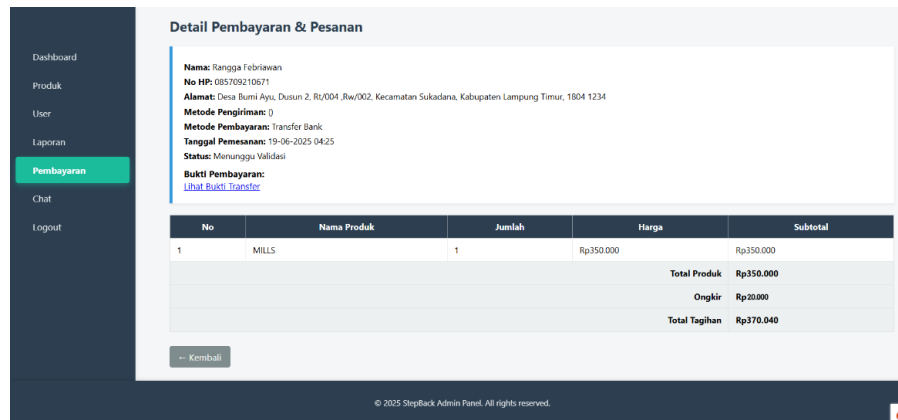 Detail Pembayaran & Pesanan
Dashboard
Produk
User
Laporan
Pembayaran
Chat
Logout
Nama: Rangga Febriawan
No HP: 085709210671
Alamat: Desa Bumi Ayu, Dusun 2, Rt/004 ,Rw/002, Kecamatan Sukadana, Kabupaten Lampung Timur, 1804 1234
Metode Pengiriman: ()
Metode Pembayaran: Transfer Bank
Tanggal Pemesanan: 19-06-2025 04:25
Status: Menunggu Validasi
Bukti Pembayaran:
Lihat Bukti Transfer
No Nama Produk Jumlah Harga Subtotal
1 MILLS 1 Rp350.000 Rp350.000
Total Produk Rp350.000
Ongkir Rp20.000
Total Tagihan Rp370.040
← Kembali
© 2025 StepBack Admin Panel. All rights reserved.